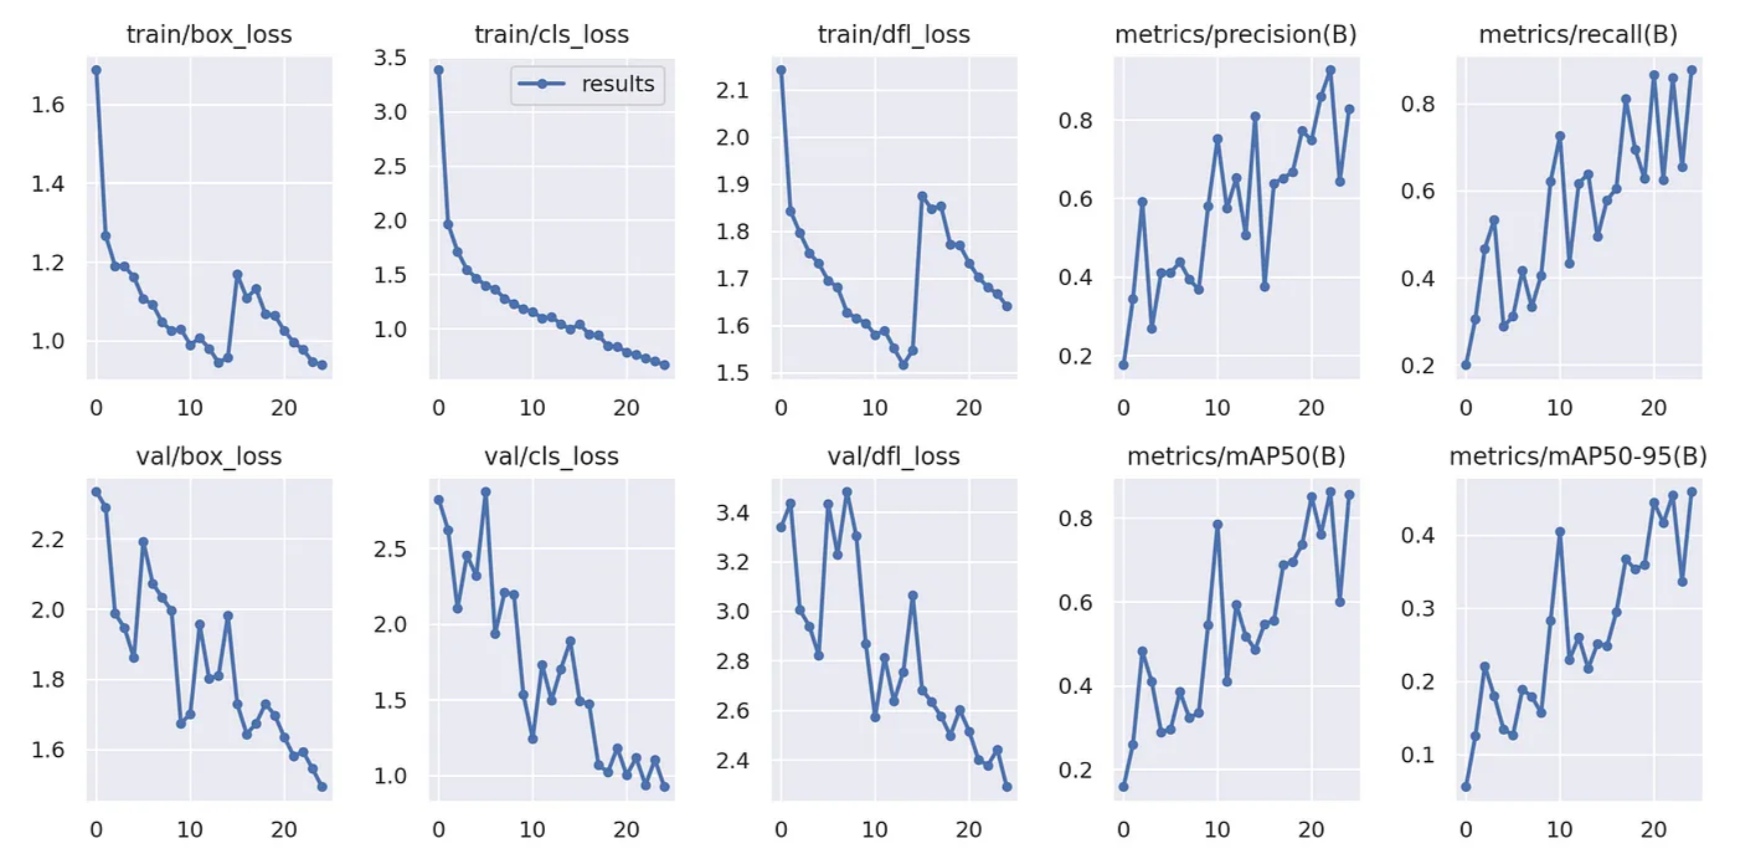 train/box_loss
train/cls_loss
train/dfl_loss
metrics/precision(B)
metrics/recall(B)
results
1.6
1.4
1.2
1.0
3.5
3.0
2.5
2.0
1.5
1.0
2.1
2.0
1.9
1.8
1.7
1.6
1.5
0.8
0.6
0.4
0.2
0.8
0.6
0.4
0.2
0 10 20
0 10 20
0 10 20
0 10 20
0 10 20
val/box_loss
val/cls_loss
val/dfl_loss
metrics/mAP50(B)
metrics/mAP50-95(B)
2.2
2.0
1.8
1.6
2.5
2.0
1.5
1.0
3.4
3.2
3.0
2.8
2.6
2.4
0.8
0.6
0.4
0.2
0.4
0.3
0.2
0.1
0 10 20
0 10 20
0 10 20
0 10 20
0 10 20